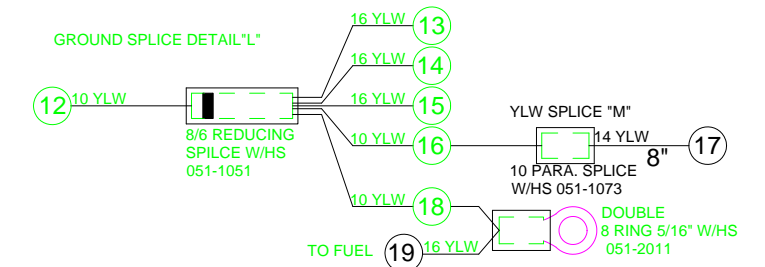 GROUND SPLICE DETAIL"L"
16 YLW
13
16 YLW
14
12
10 YLW
16 YLW
15
8/6 REDUCING
SPILCE W/HS
051-1051
10 YLW
16
YLW SPLICE "M"
14 YLW
8"
17
10 PARA. SPLICE
W/HS 051-1073
10 YLW
18
DOUBLE
8 RING 5/16" W/HS
051-2011
TO FUEL
19
16 YLW